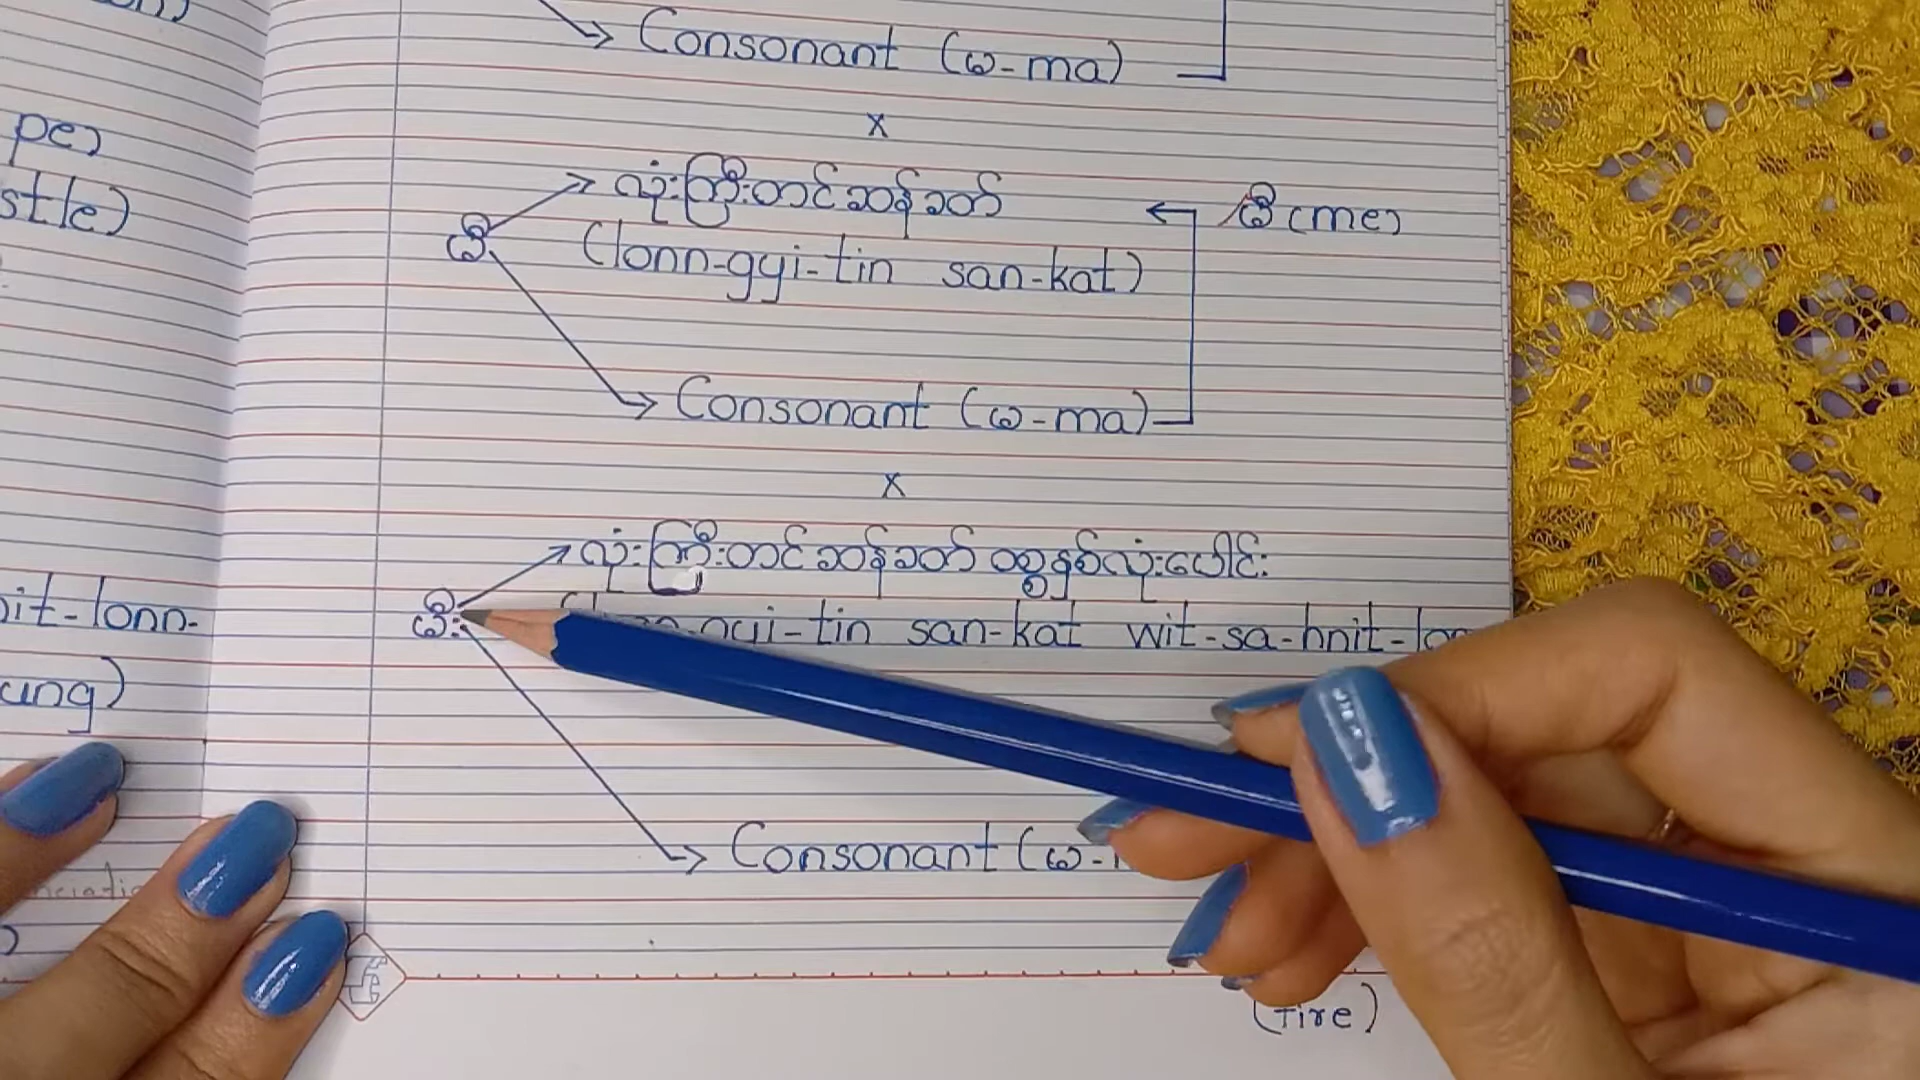 pe)
stle)
pit-lonn-
ung)
Consonant (မ-ma)
x
လုံးကြီးတင်ဆန်ခတ်
မီ
(lonn-gyi-tin san-kat)
မီ (me)
Consonant (မ-ma)
x
လုံးကြီးတင်ဆန်ခတ် ဝစ္စနှစ်လုံးပေါင်း
မီး
-gyi-tin san-kat wit-sa-hnit-lon
Consonant (မ-
(Fire)